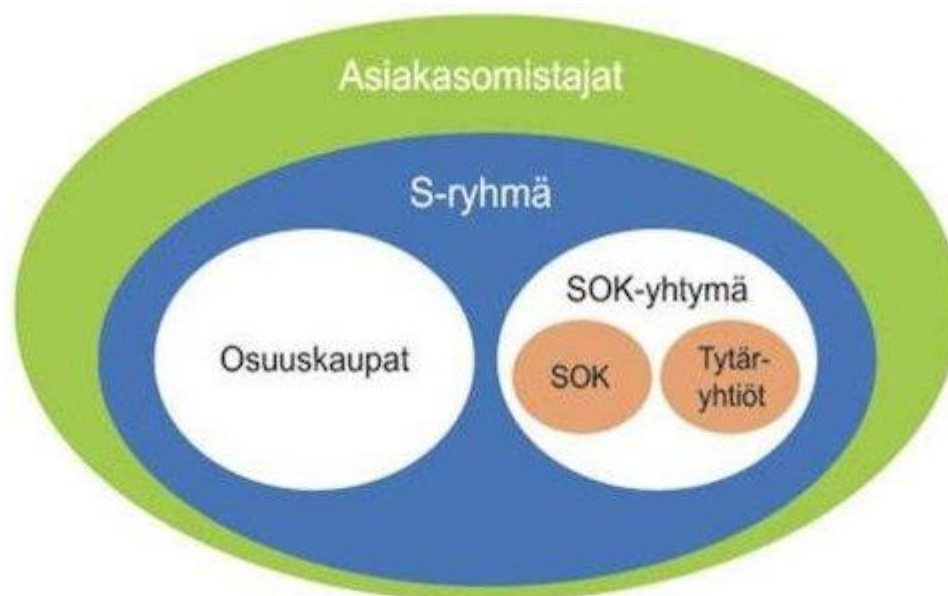 Asiakasomistajat
S-ryhmä
Osuuskaupat
SOK-yhtymä
SOK
Tytär-
yhtiöt